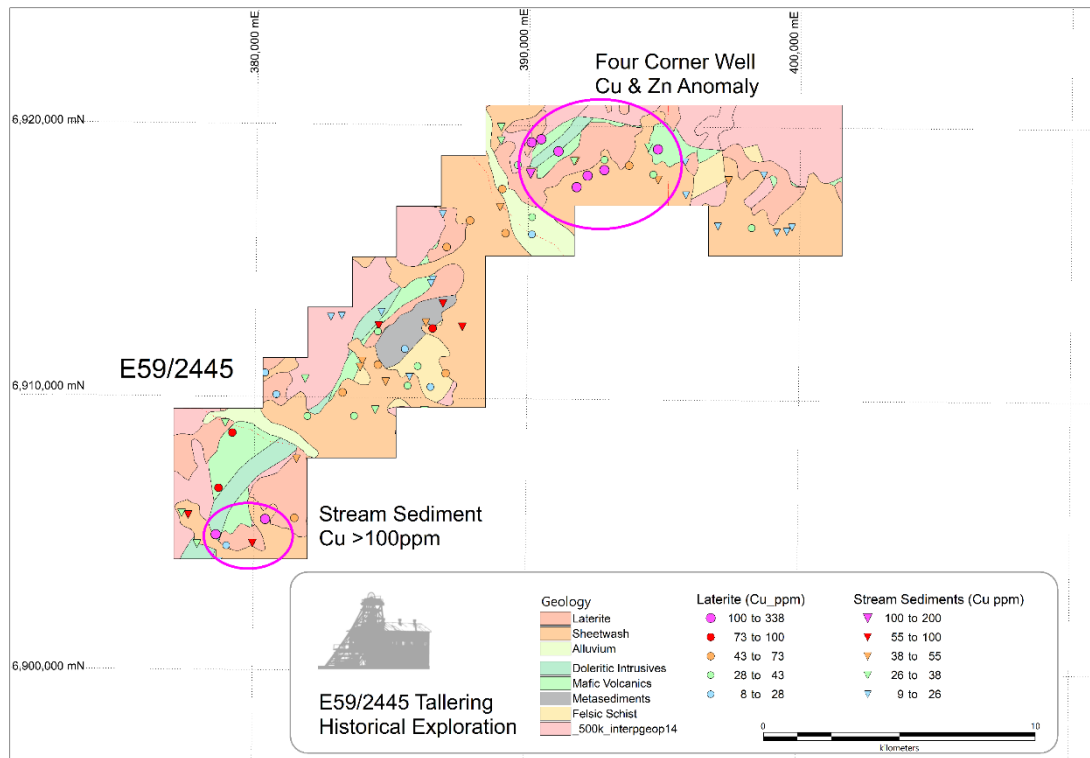 380,000 mE
390,000 mE
400,000 mE
Four Corner Well
Cu & Zn Anomaly
6,920,000 mN
E59/2445
6,910,000 mN
Stream Sediment
Cu >100ppm
6,900,000 mN
E59/2445 Tallering
Historical Exploration
Geology
Laterite
Sheetwash
Alluvium
Doleritic Intrusives
Mafic Volcanics
Metasediments
Felsic Schist
_500k_interpgeop14
Laterite (Cu_ppm)
100 to 338
73 to 100
43 to 73
28 to 43
8 to 28
Stream Sediments (Cu ppm)
100 to 200
55 to 100
38 to 55
26 to 38
9 to 26
0 10
kilometers